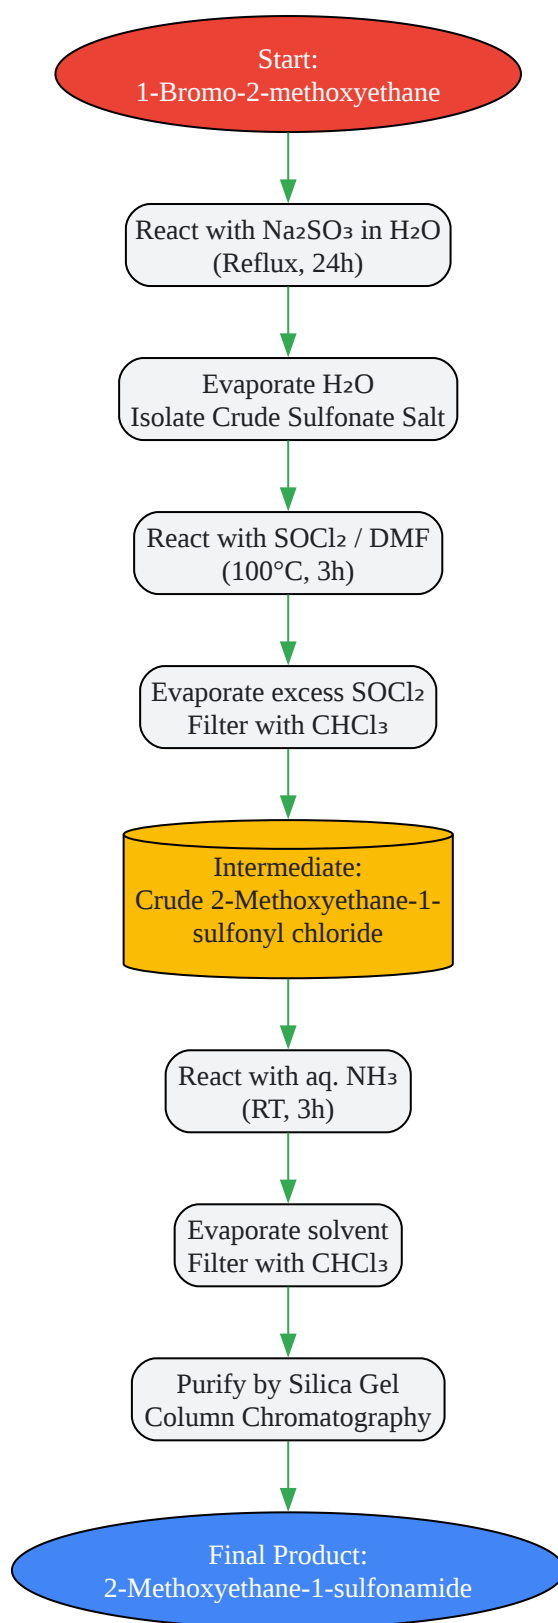 Start:
1-Bromo-2-methoxyethane
React with Na₂SO₃ in H₂O
(Reflux, 24h)
Evaporate H₂O
Isolate Crude Sulfonate Salt
React with SOCl₂ / DMF
(100°C, 3h)
Evaporate excess SOCl₂
Filter with CHCl₃
Intermediate:
Crude 2-Methoxyethane-1-
sulfonyl chloride
React with aq. NH₃
(RT, 3h)
Evaporate solvent
Filter with CHCl₃
Purify by Silica Gel
Column Chromatography
Final Product:
2-Methoxyethane-1-sulfonamide